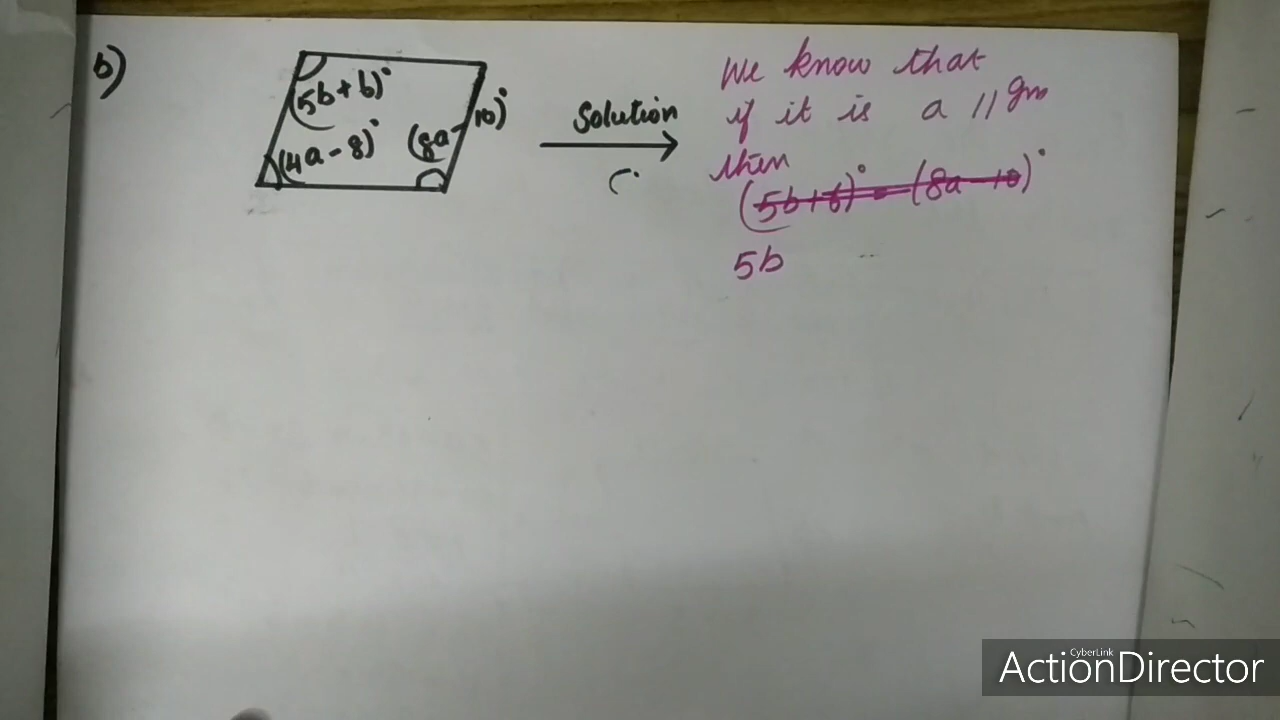 b)
(5b+6)°
(4a-8)°
(8a-10)°
Solution
We know that
if it is a //gm
then
(5b+6)° = (8a-10)°
5b
CyberLink
ActionDirector